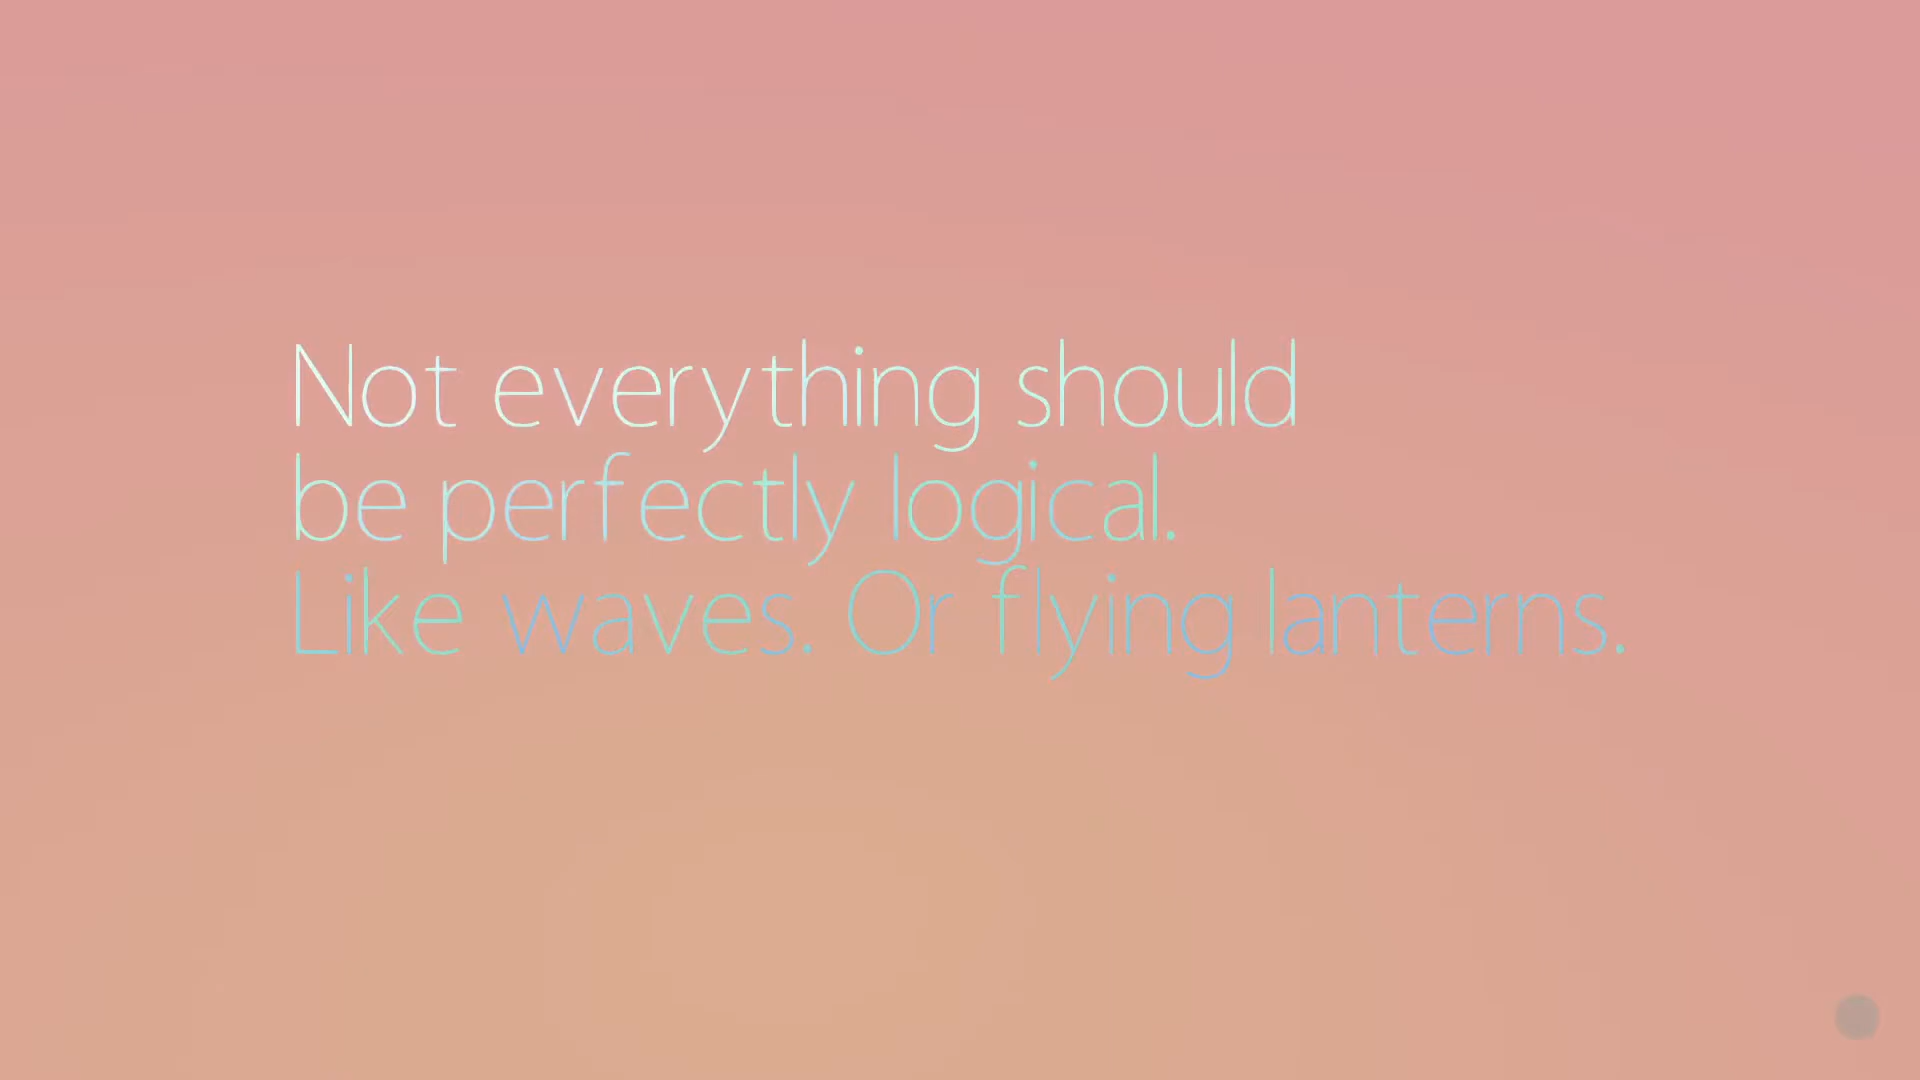 Not everything should
be perfectly logical.
Like waves. Or flying lanterns.